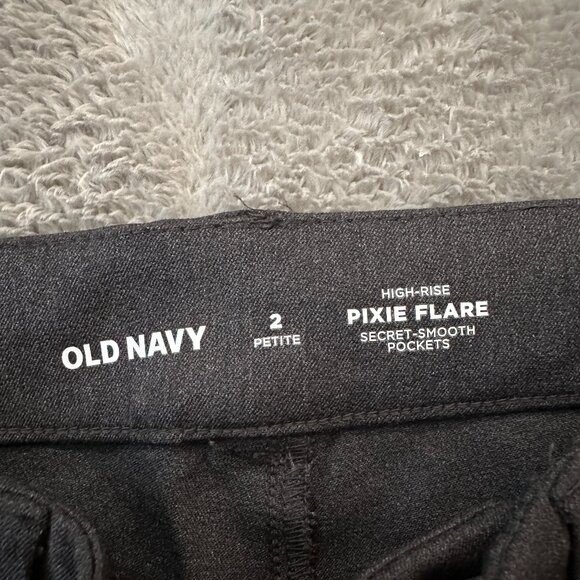 OLD NAVY
2
PETITE
HIGH-RISE
PIXIE FLARE
SECRET-SMOOTH
POCKETS